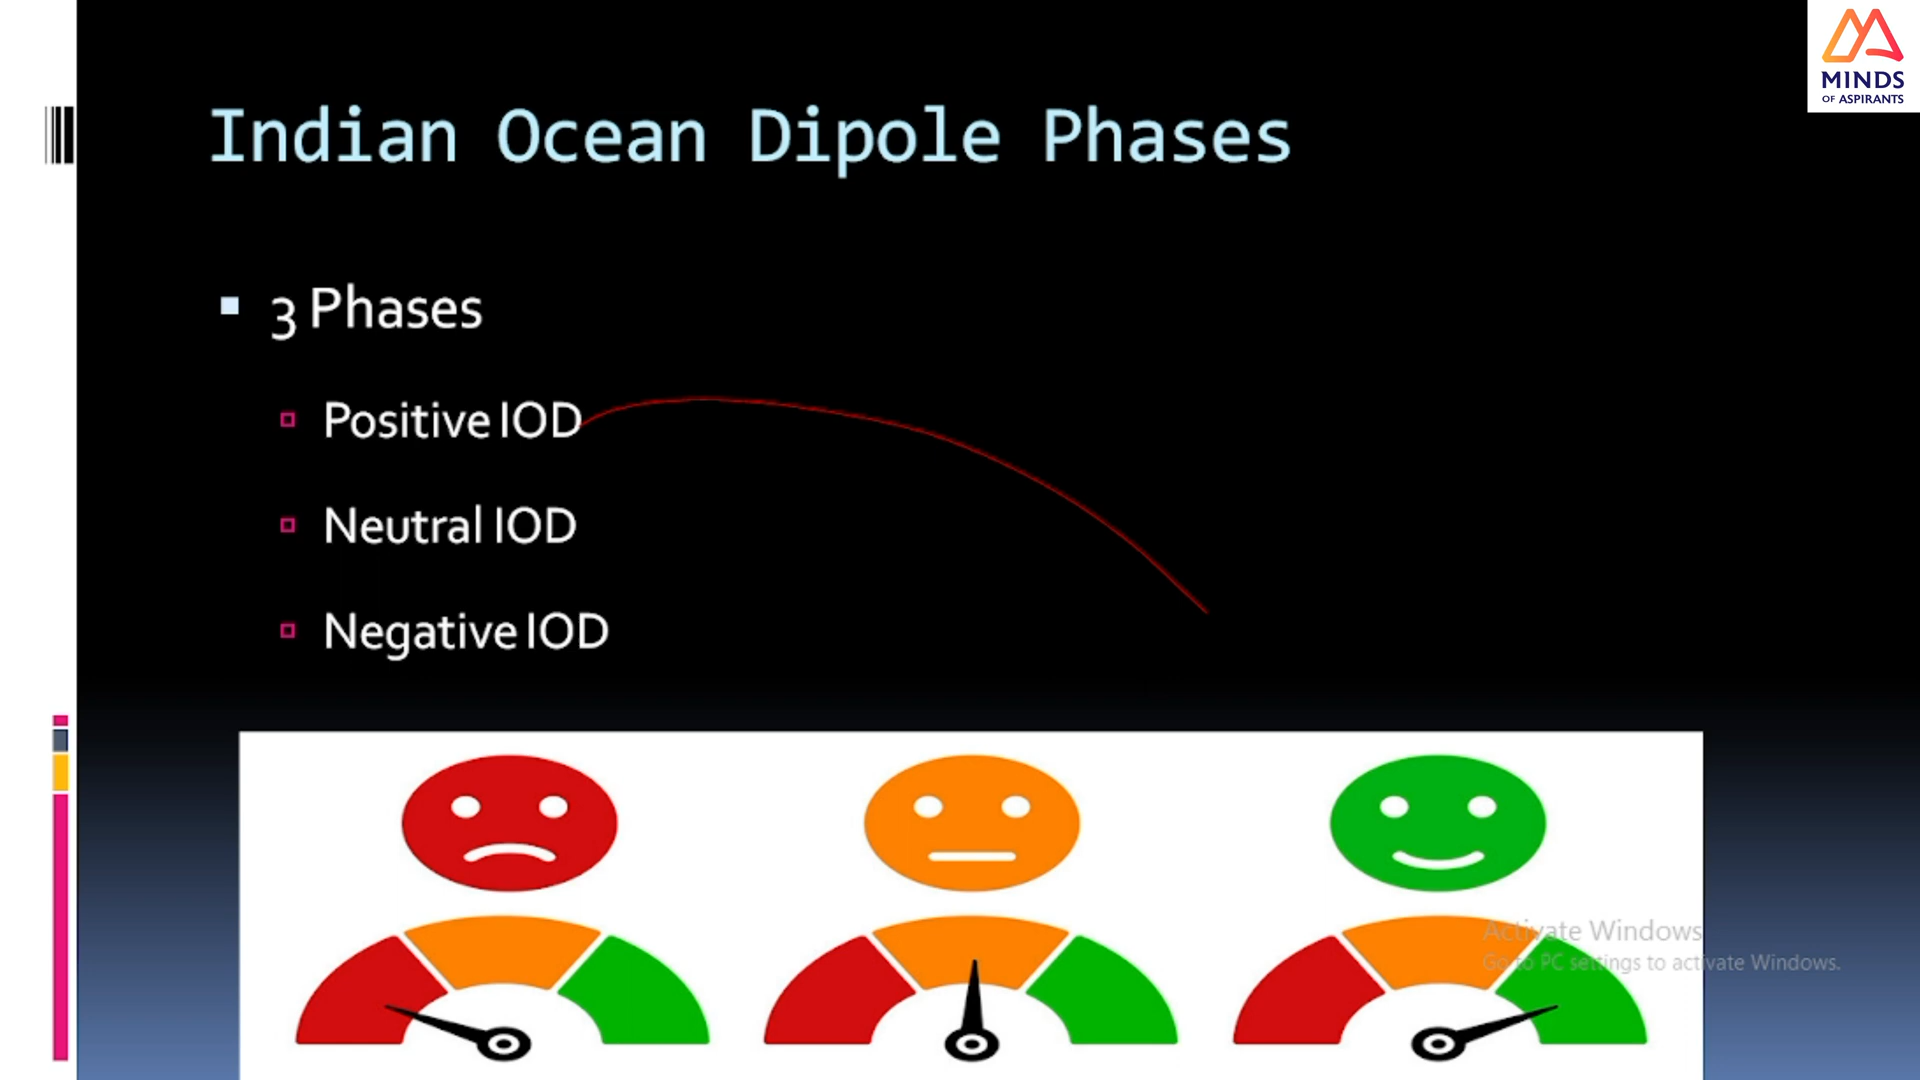 MINDS
OF ASPIRANTS
Indian Ocean Dipole Phases
3 Phases
Positive IOD
Neutral IOD
Negative IOD
Activate Windows
Go to PC settings to activate Windows.